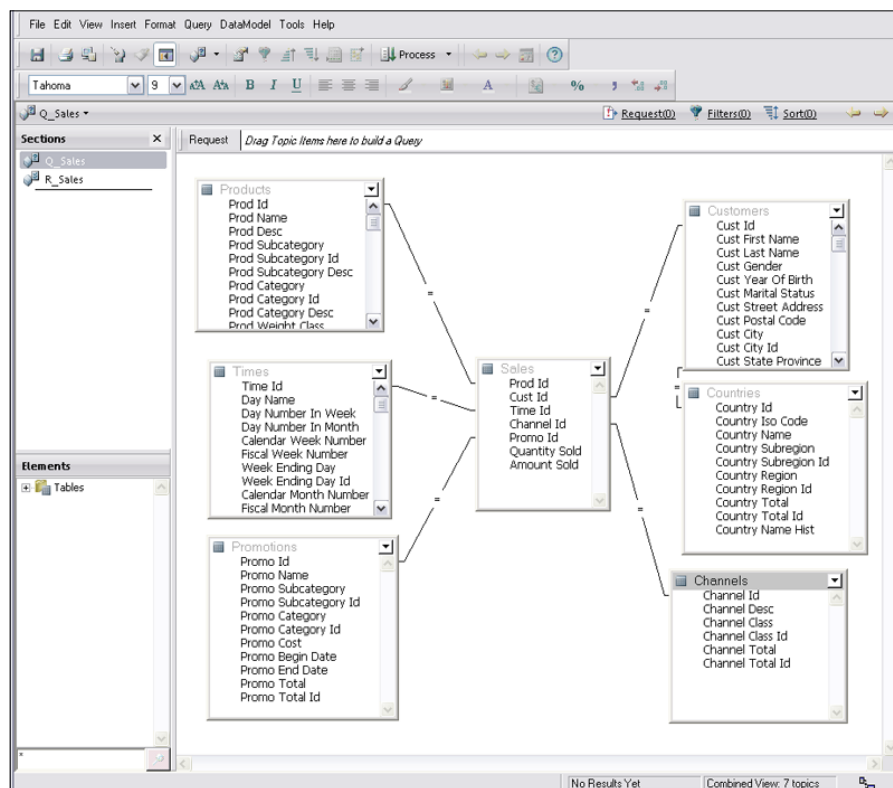 File Edit View Insert Format Query DataModel Tools Help
Process
Tahoma 9 B I U A %
Q_Sales Request(0) Filters(0) Sort(0)
Sections
Q_Sales
R_Sales
Elements
Tables
*
Request Drag Topic Items here to build a Query
Products
Prod Id
Prod Name
Prod Desc
Prod Subcategory
Prod Subcategory Id
Prod Subcategory Desc
Prod Category
Prod Category Id
Prod Category Desc
Prod Weight Class
Times
Time Id
Day Name
Day Number In Week
Day Number In Month
Calendar Week Number
Fiscal Week Number
Week Ending Day
Week Ending Day Id
Calendar Month Number
Fiscal Month Number
Promotions
Promo Id
Promo Name
Promo Subcategory
Promo Subcategory Id
Promo Category
Promo Category Id
Promo Cost
Promo Begin Date
Promo End Date
Promo Total
Promo Total Id
Sales
Prod Id
Cust Id
Time Id
Channel Id
Promo Id
Quantity Sold
Amount Sold
Customers
Cust Id
Cust First Name
Cust Last Name
Cust Gender
Cust Year Of Birth
Cust Marital Status
Cust Street Address
Cust Postal Code
Cust City
Cust City Id
Cust State Province
Countries
Country Id
Country Iso Code
Country Name
Country Subregion
Country Subregion Id
Country Region
Country Region Id
Country Total
Country Total Id
Country Name Hist
Channels
Channel Id
Channel Desc
Channel Class
Channel Class Id
Channel Total
Channel Total Id
=
=
=
=
=
=
No Results Yet Combined View: 7 topics